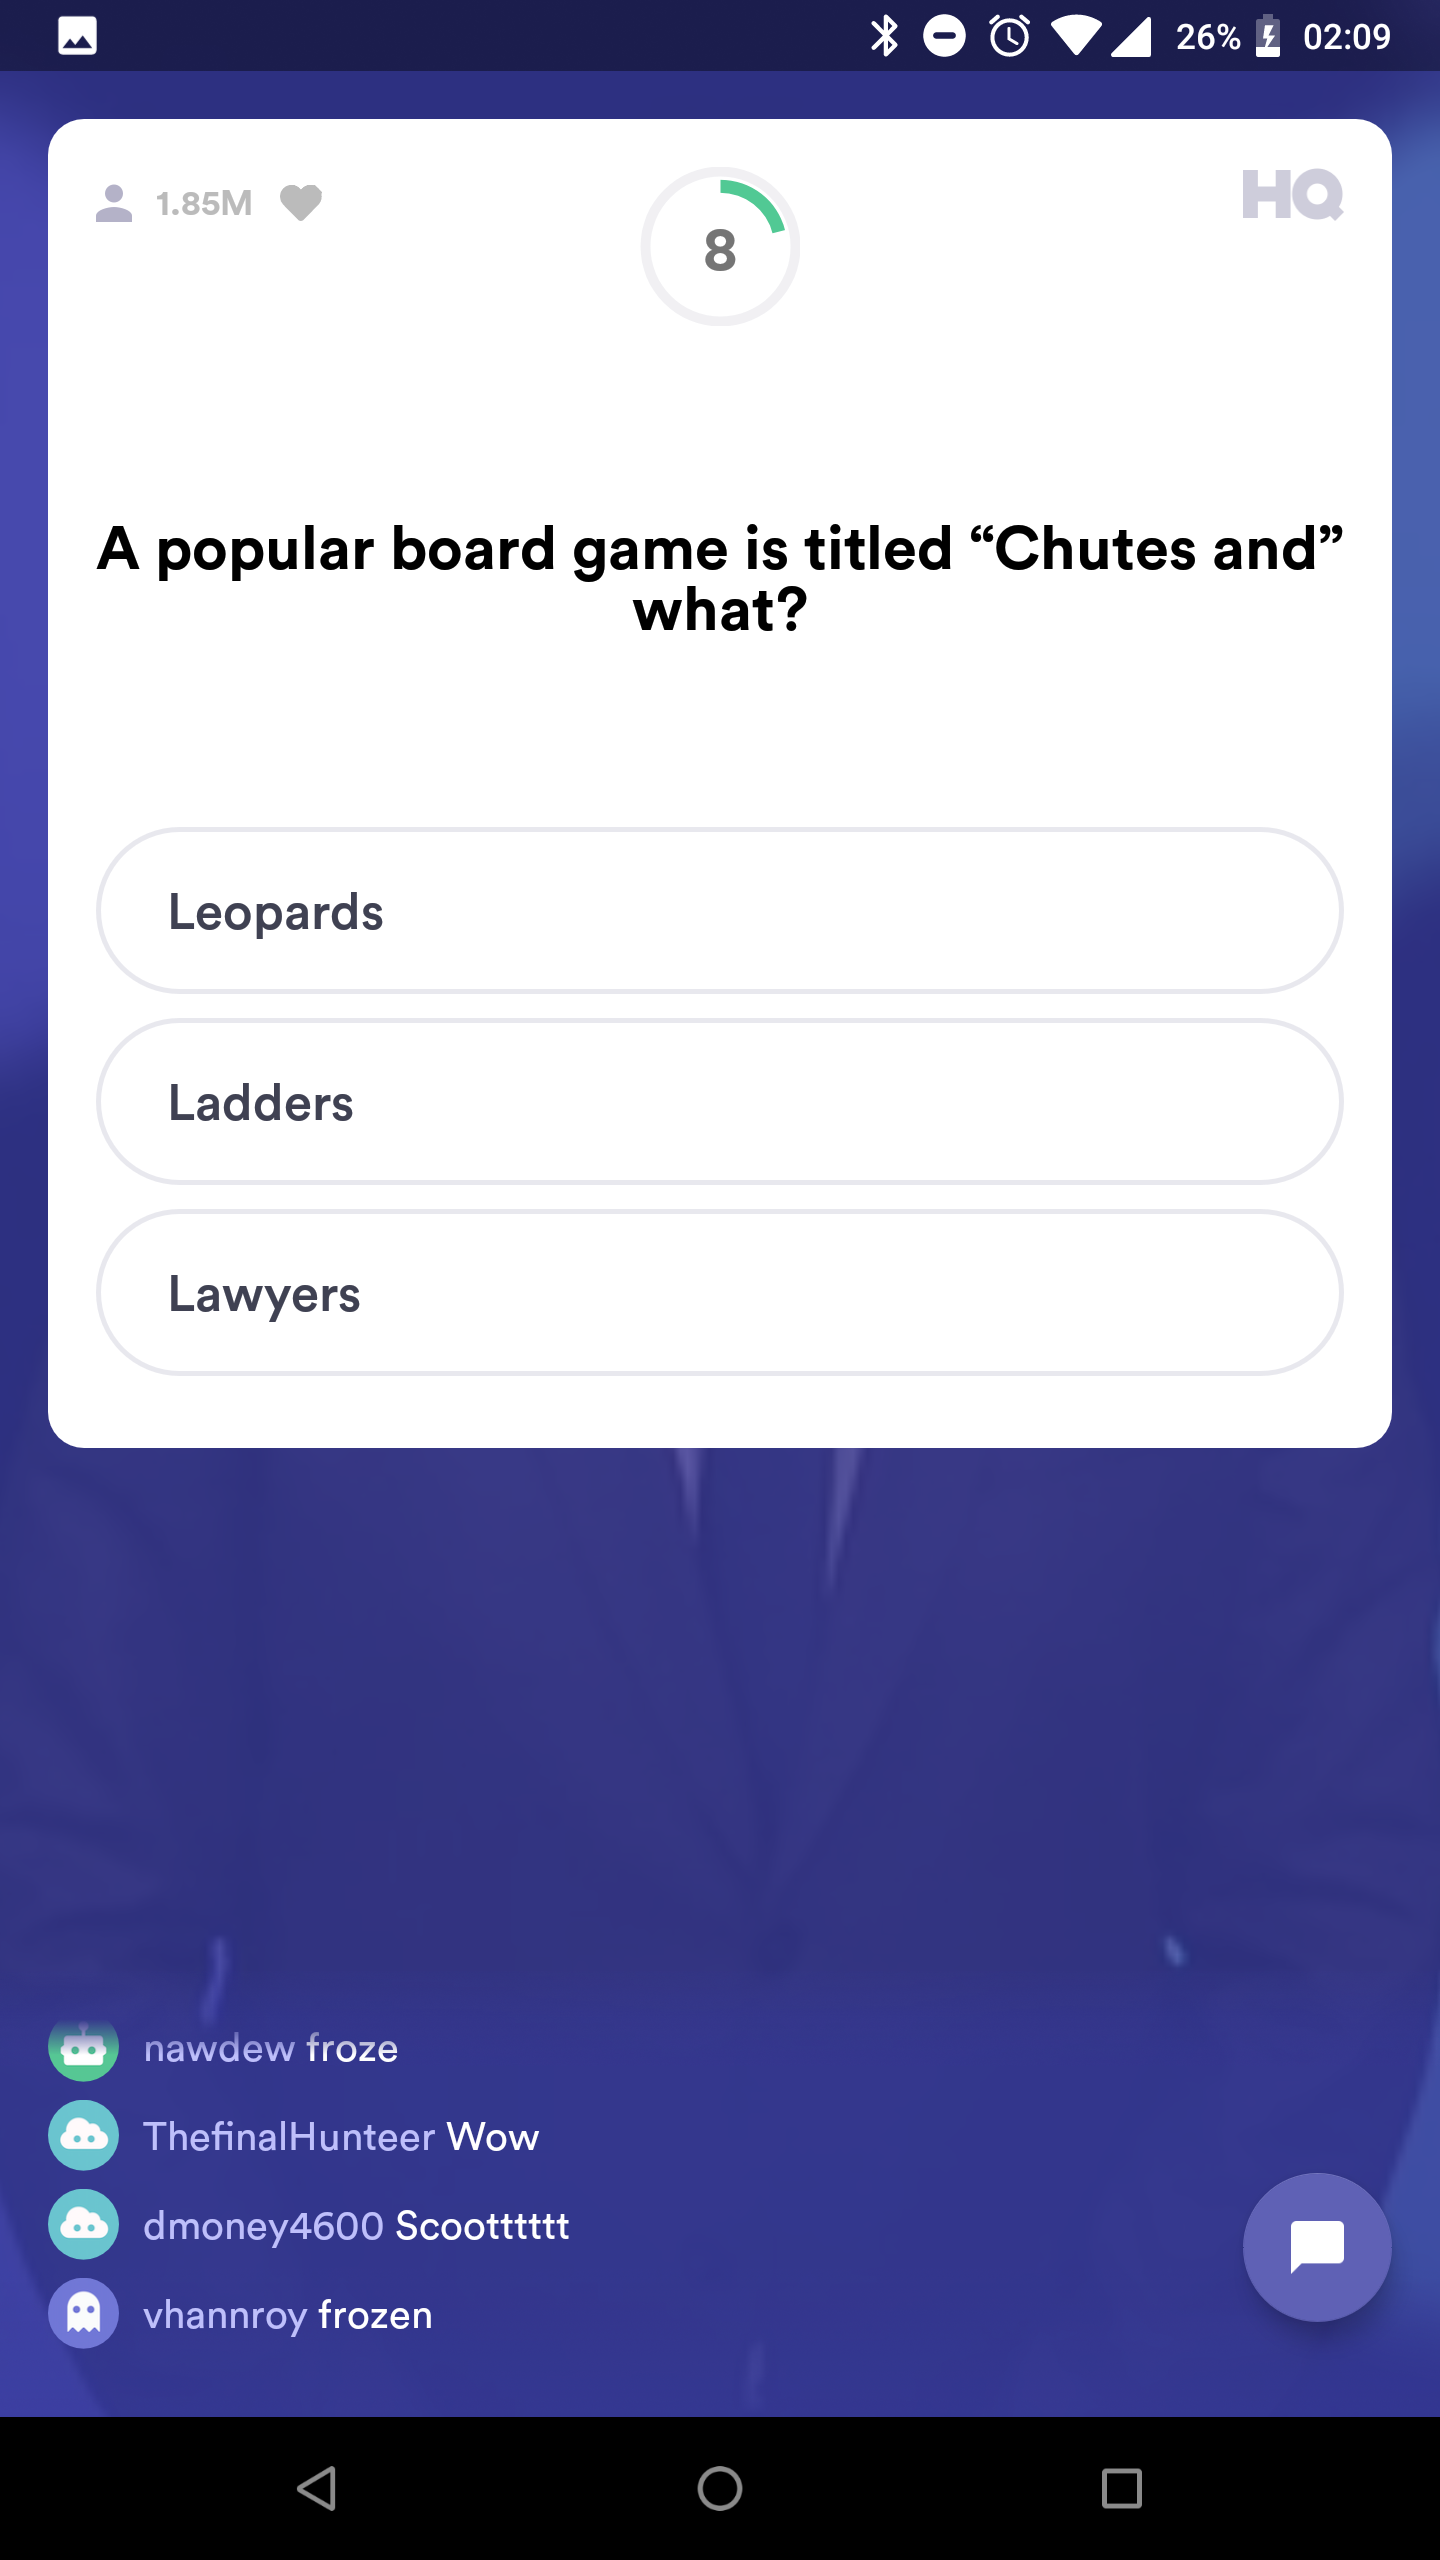 26% 02:09
1.85M
8
HQ
A popular board game is titled “Chutes and”
what?
Leopards
Ladders
Lawyers
nawdew froze
ThefinalHunteer Wow
dmoney4600 Scootttttt
vhannroy frozen